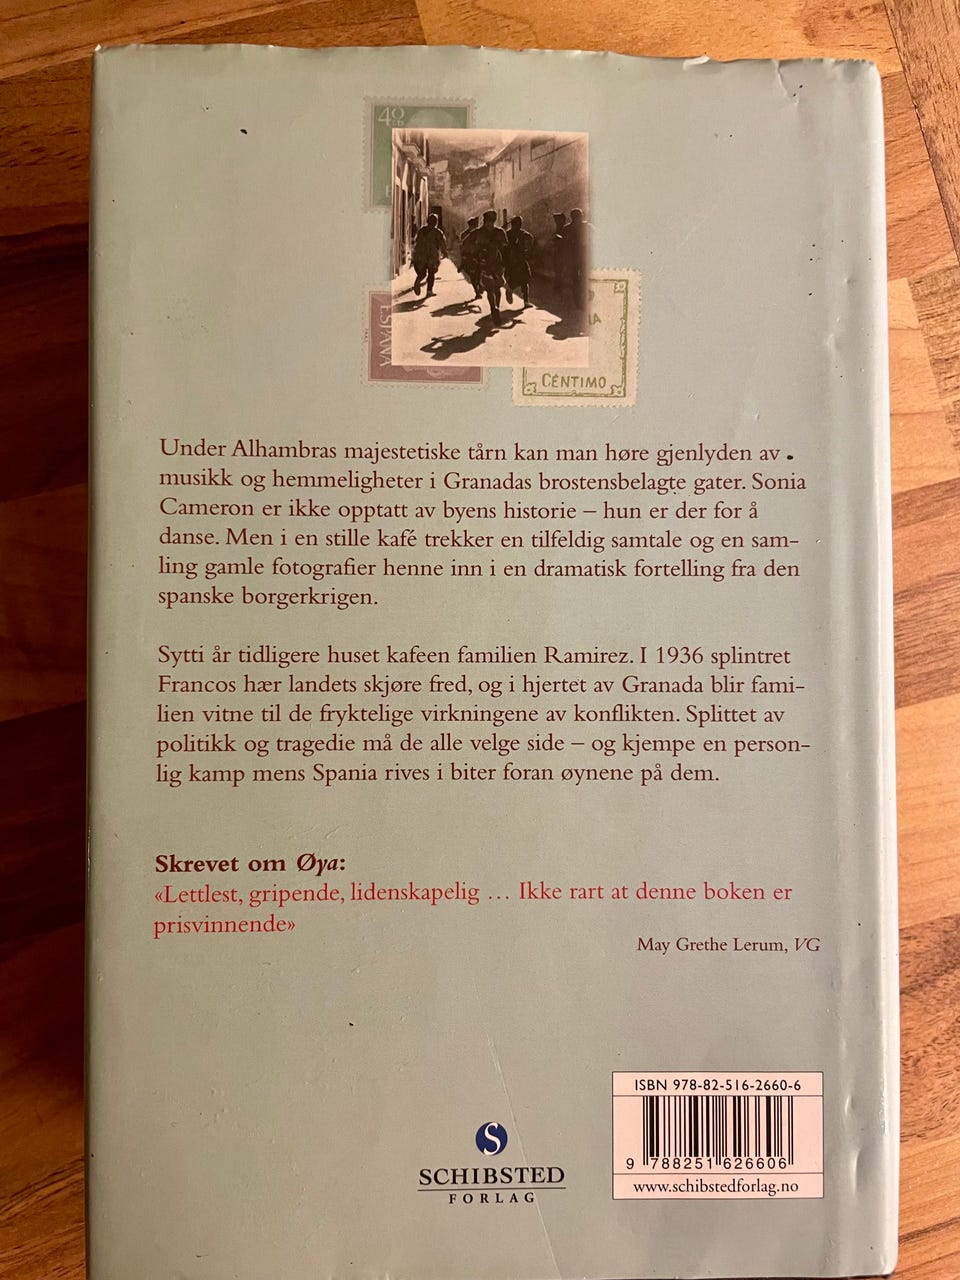 40
PTS
ESPAÑA
CÉNTIMO
Under Alhambras majestetiske tårn kan man høre gjenlyden av
musikk og hemmeligheter i Granadas brostensbelagte gater. Sonia
Cameron er ikke opptatt av byens historie – hun er der for å
danse. Men i en stille kafé trekker en tilfeldig samtale og en sam-
ling gamle fotografier henne inn i en dramatisk fortelling fra den
spanske borgerkrigen.
Sytti år tidligere huset kafeen familien Ramirez. I 1936 splintret
Francos hær landets skjøre fred, og i hjertet av Granada blir fami-
lien vitne til de fryktelige virkningene av konflikten. Splittet av
politikk og tragedie må de alle velge side – og kjempe en person-
lig kamp mens Spania rives i biter foran øynene på dem.
Skrevet om Øya:
«Lettlest, gripende, lidenskapelig … Ikke rart at denne boken er
prisvinnende»
May Grethe Lerum, VG
ISBN 978-82-516-2660-6
9 788251 626606
www.schibstedforlag.no
S
SCHIBSTED
FORLAG